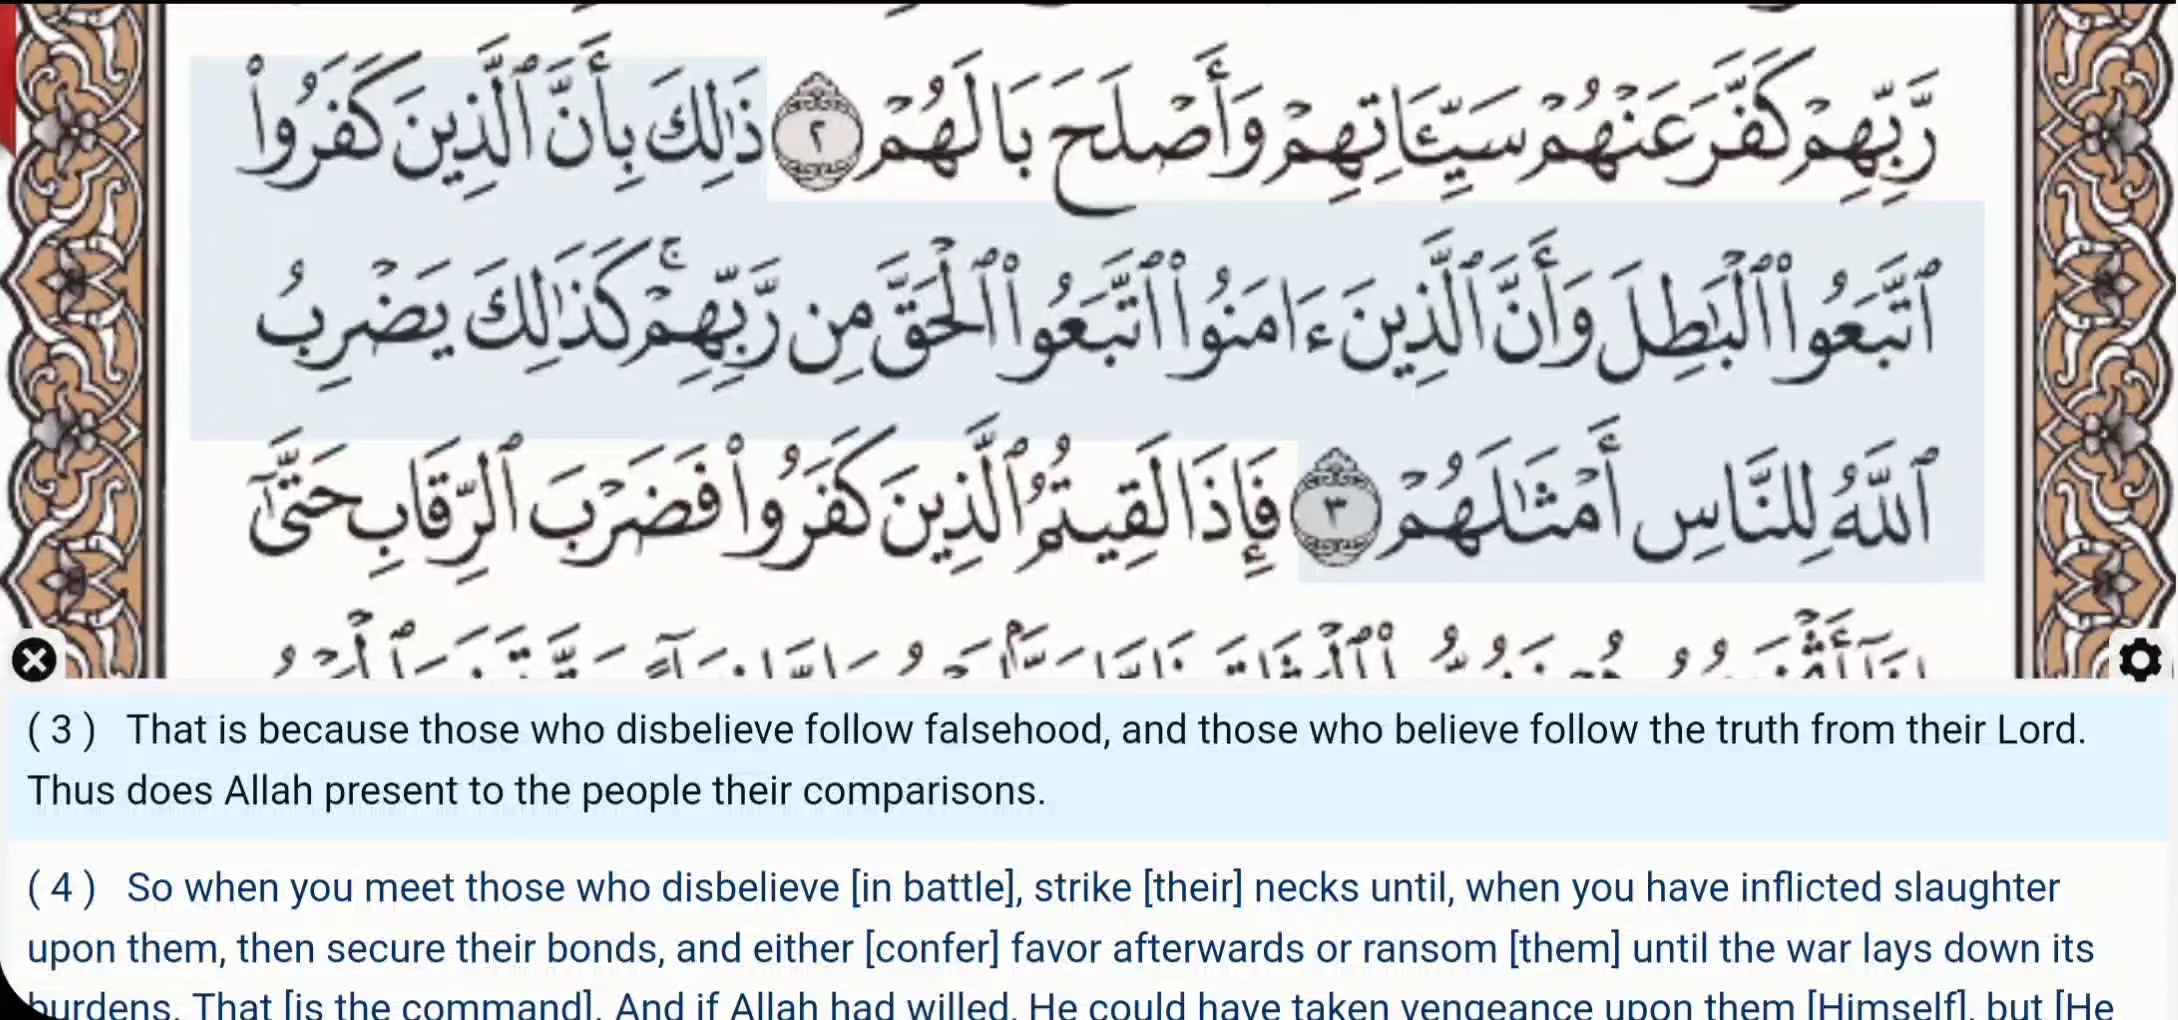 رَّبِّهِمْ كَفَّرَ عَنْهُمْ سَيِّـَٔاتِهِمْ وَأَصْلَحَ بَالَهُمْ ٢ ذَٰلِكَ بِأَنَّ ٱلَّذِينَ كَفَرُوا۟
ٱتَّبَعُوا۟ ٱلْبَٰطِلَ وَأَنَّ ٱلَّذِينَ ءَامَنُوا۟ ٱتَّبَعُوا۟ ٱلْحَقَّ مِن رَّبِّهِمْ ۚ كَذَٰلِكَ يَضْرِبُ
ٱللَّهُ لِلنَّاسِ أَمْثَٰلَهُمْ ٣ فَإِذَا لَقِيتُمُ ٱلَّذِينَ كَفَرُوا۟ فَضَرْبَ ٱلرِّقَابِ حَتَّىٰٓ
( 3 ) That is because those who disbelieve follow falsehood, and those who believe follow the truth from their Lord.
Thus does Allah present to the people their comparisons.
( 4 ) So when you meet those who disbelieve [in battle], strike [their] necks until, when you have inflicted slaughter
upon them, then secure their bonds, and either [confer] favor afterwards or ransom [them] until the war lays down its
burdens. That [is the command]. And if Allah had willed, He could have taken vengeance upon them [Himself], but [He